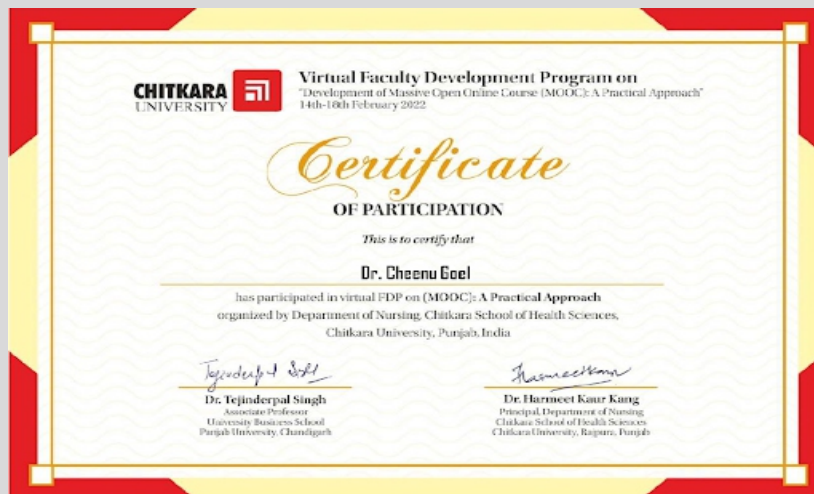 CHITKARA
UNIVERSITY
Virtual Faculty Development Program on
"Development of Massive Open Online Course (MOOC): A Practical Approach"
14th-18th February 2022
Certificate
OF PARTICIPATION
This is to certify that
Dr. Cheenu Goel
has participated in virtual FDP on (MOOC): A Practical Approach
organized by Department of Nursing, Chitkara School of Health Sciences,
Chitkara University, Punjab, India
Tejinderpal Singh
Harmeetkaur
Dr. Tejinderpal Singh
Associate Professor
University Business School
Punjab University, Chandigarh
Dr. Harmeet Kaur Kang
Principal, Department of Nursing
Chitkara School of Health Sciences
Chitkara University, Rajpura, Punjab